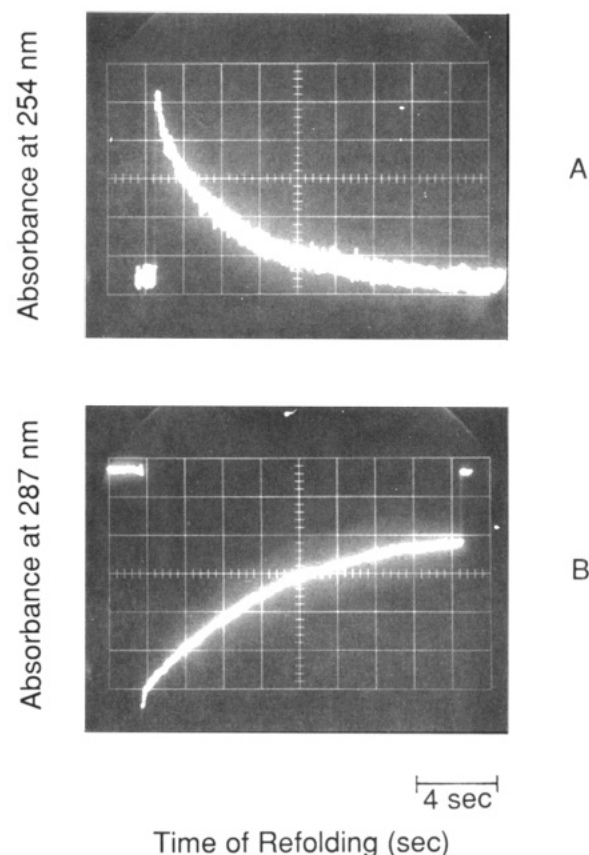 Absorbance at 254 nm
A
Absorbance at 287 nm
B
4 sec
Time of Refolding (sec)